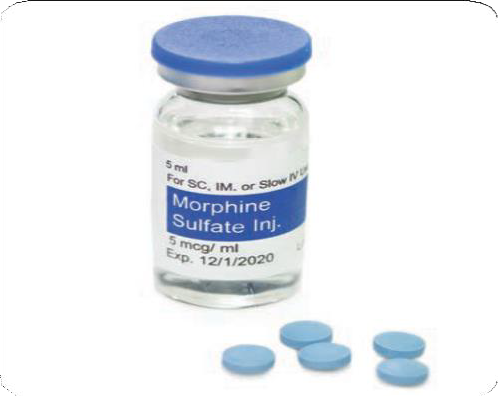 5 ml
For SC, IM. or Slow IV
Morphine
Sulfate Inj.
5 mcg/ ml
Exp. 12/1/2020